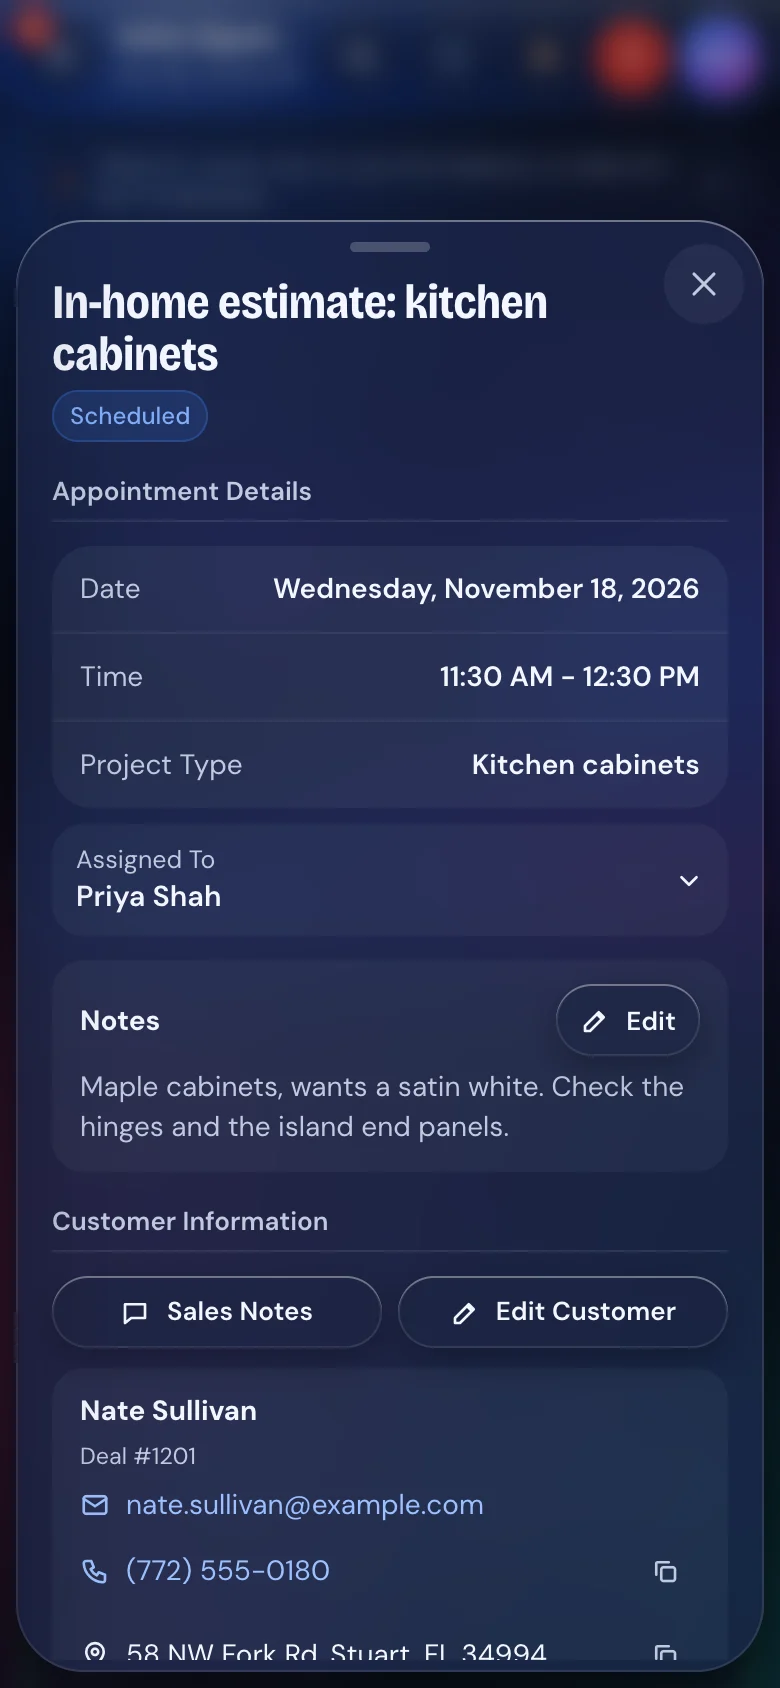 In-home estimate: kitchen
cabinets
Scheduled
Appointment Details
Date Wednesday, November 18, 2026
Time 11:30 AM – 12:30 PM
Project Type Kitchen cabinets
Assigned To
Priya Shah
Notes Edit
Maple cabinets, wants a satin white. Check the
hinges and the island end panels.
Customer Information
Sales Notes Edit Customer
Nate Sullivan
Deal #1201
nate.sullivan@example.com
(772) 555-0180
58 NW Fork Rd, Stuart, FL 34994